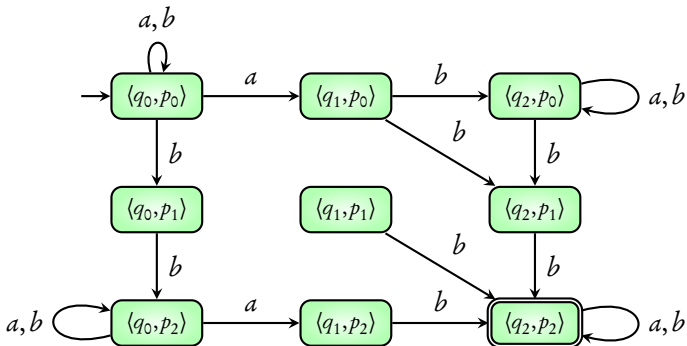 a, b
⟨q₀,p₀⟩ a ⟨q₁,p₀⟩ b ⟨q₂,p₀⟩ a, b
b b b
⟨q₀,p₁⟩ ⟨q₁,p₁⟩ ⟨q₂,p₁⟩
b b b
a, b ⟨q₀,p₂⟩ a ⟨q₁,p₂⟩ b ⟨q₂,p₂⟩ a, b